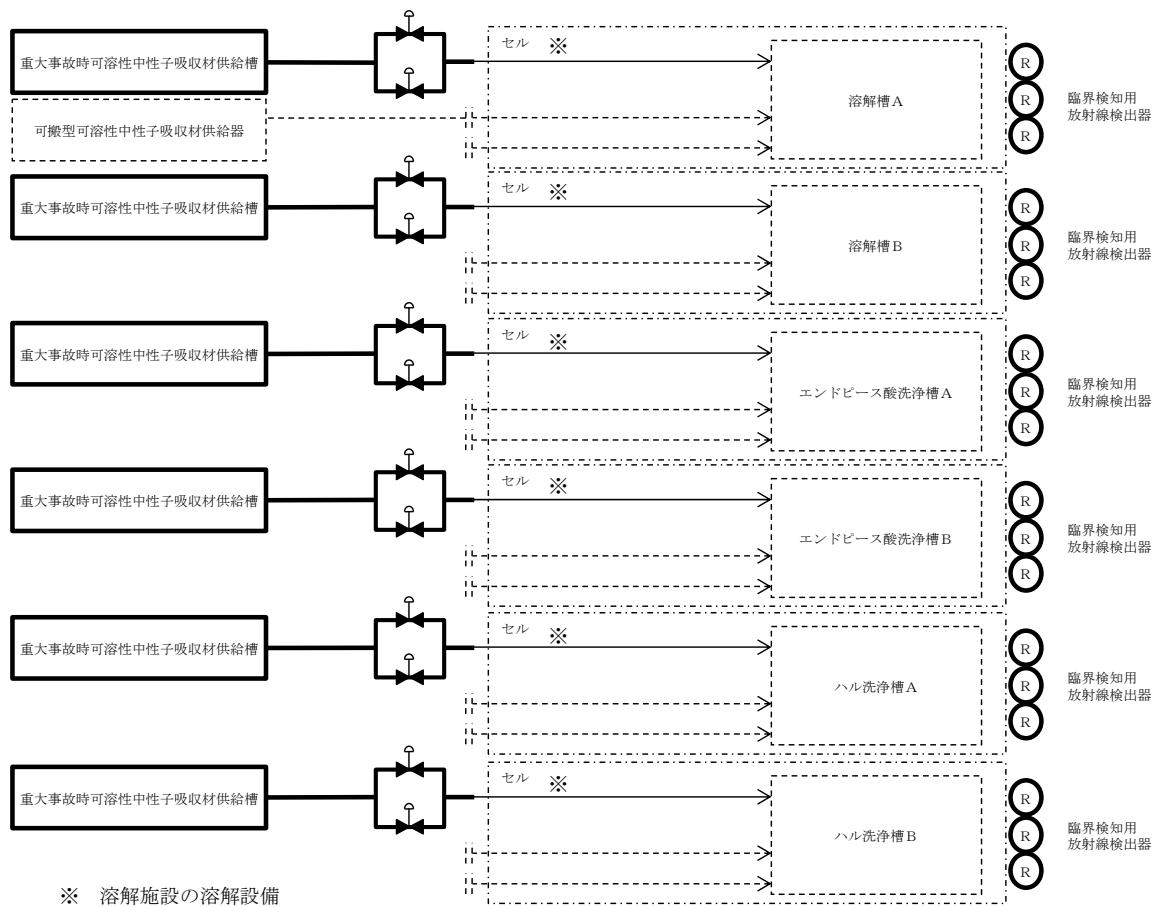 重大事故時可溶性中性子吸収材供給槽
セル ※
溶解槽A
R
R
R
臨界検知用
放射線検出器
可搬型可溶性中性子吸収材供給器
重大事故時可溶性中性子吸収材供給槽
セル ※
溶解槽B
R
R
R
臨界検知用
放射線検出器
重大事故時可溶性中性子吸収材供給槽
セル ※
エンドピース酸洗浄槽A
R
R
R
臨界検知用
放射線検出器
重大事故時可溶性中性子吸収材供給槽
セル ※
エンドピース酸洗浄槽B
R
R
R
臨界検知用
放射線検出器
重大事故時可溶性中性子吸収材供給槽
セル ※
ハル洗浄槽A
R
R
R
臨界検知用
放射線検出器
重大事故時可溶性中性子吸収材供給槽
セル ※
ハル洗浄槽B
R
R
R
臨界検知用
放射線検出器
※ 溶解施設の溶解設備